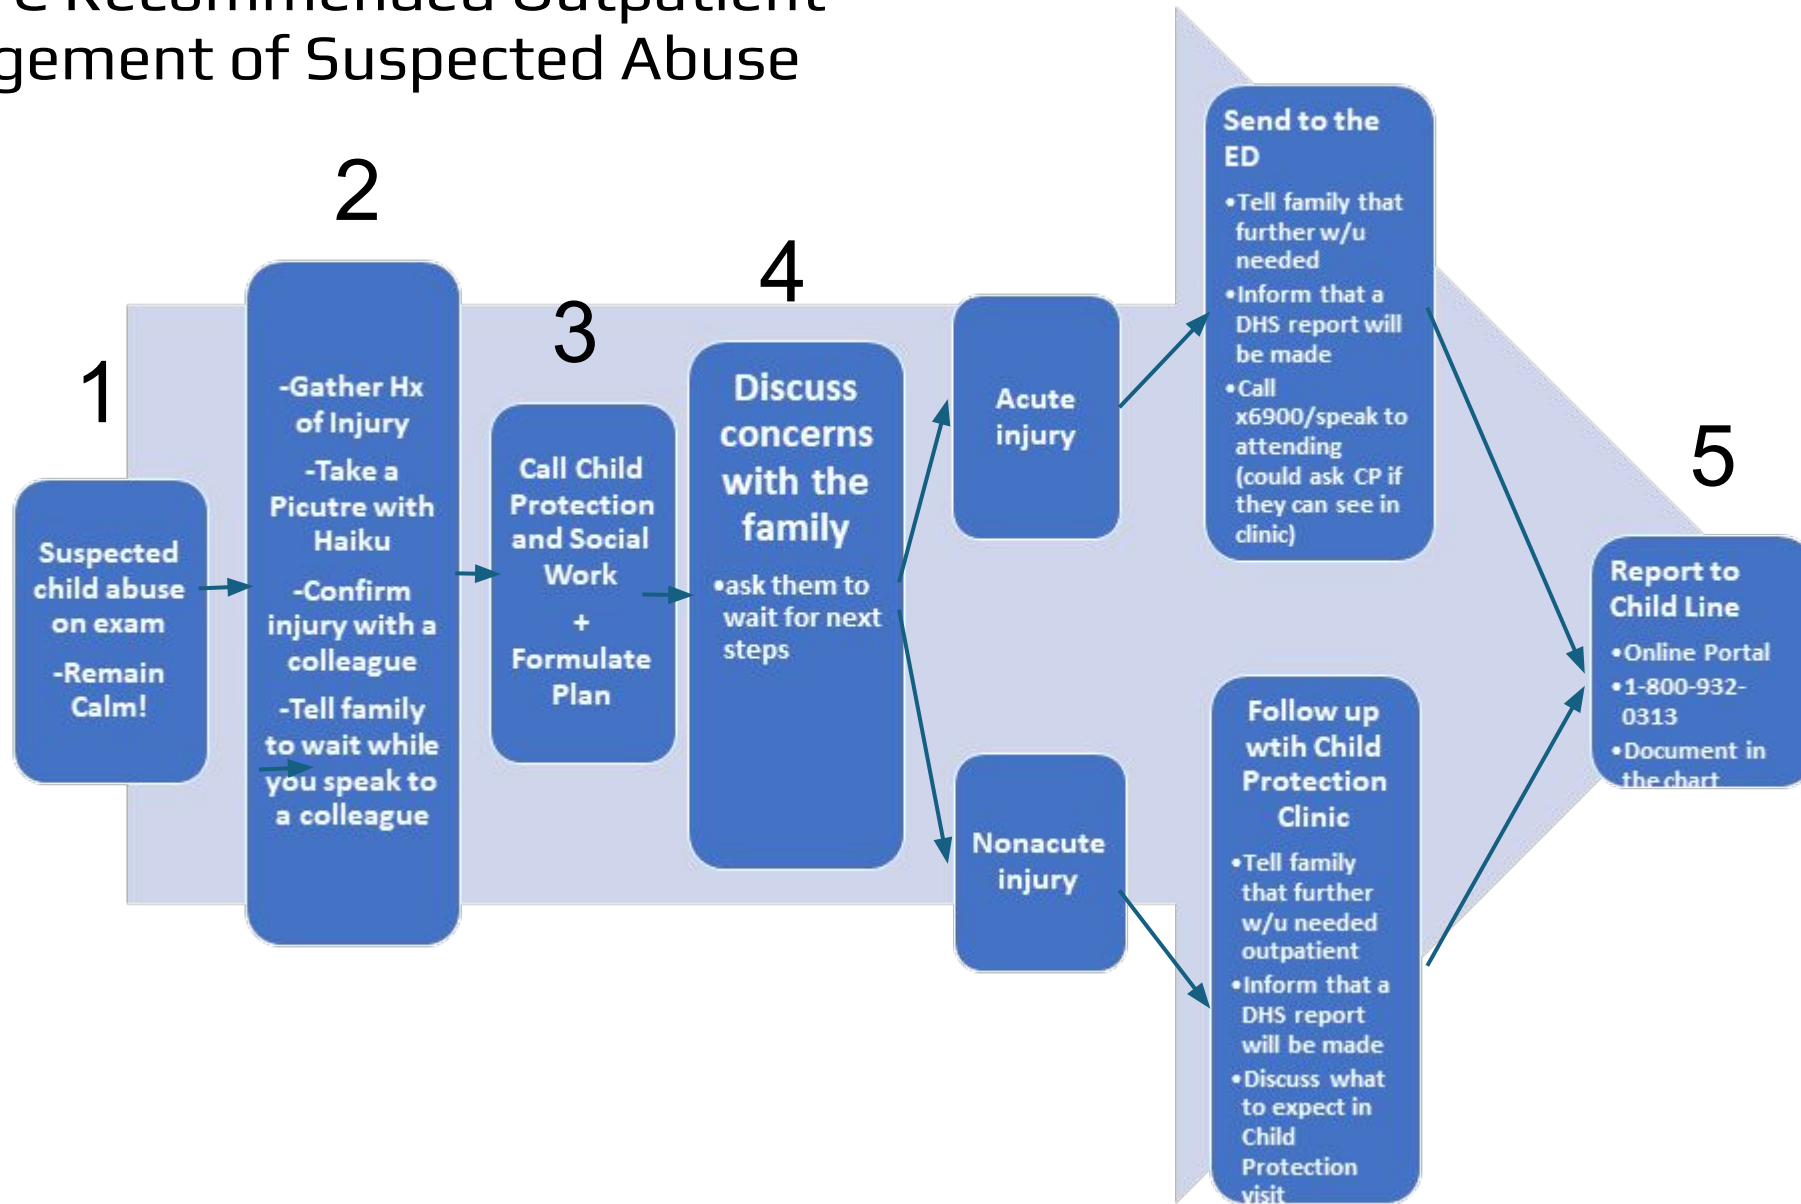 e Recommended Outpatient
gement of Suspected Abuse
1
Suspected
child abuse
on exam
-Remain
Calm!
2
-Gather Hx
of Injury
-Take a
Picutre with
Haiku
-Confirm
injury with a
colleague
-Tell family
to wait while
you speak to
a colleague
3
Call Child
Protection
and Social
Work
+
Formulate
Plan
4
Discuss
concerns
with the
family
•ask them to
wait for next
steps
Acute
injury
Send to the
ED
•Tell family that
further w/u
needed
•Inform that a
DHS report will
be made
•Call
x6900/speak to
attending
(could ask CP if
they can see in
clinic)
Nonacute
injury
Follow up
wtih Child
Protection
Clinic
•Tell family
that further
w/u needed
outpatient
•Inform that a
DHS report
will be made
•Discuss what
to expect in
Child
Protection
visit
5
Report to
Child Line
•Online Portal
•1-800-932-
0313
•Document in
the chart